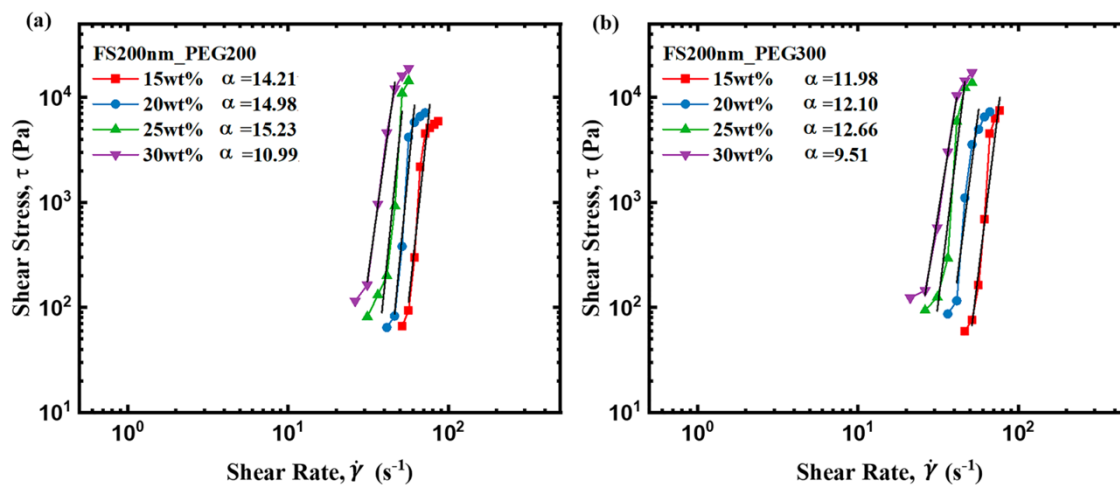 (a)
FS200nm_PEG200
15wt% α =14.21
20wt% α =14.98
25wt% α =15.23
30wt% α =10.99
10⁴
10³
10²
10¹
Shear Stress, τ (Pa)
10⁰ 10¹ 10²
Shear Rate, γ̇ (s⁻¹)
(b)
FS200nm_PEG300
15wt% α =11.98
20wt% α =12.10
25wt% α =12.66
30wt% α =9.51
10⁴
10³
10²
10¹
Shear Stress, τ (Pa)
10⁰ 10¹ 10²
Shear Rate, γ̇ (s⁻¹)